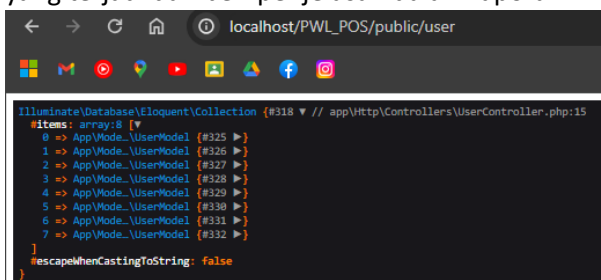 localhost/PWL_POS/public/user
Illuminate\Database\Eloquent\Collection {#318 ▼ // app\Http\Controllers\UserController.php:15
#items: array:8 [▼
0 => App\Mode…\UserModel {#325 ▶}
1 => App\Mode…\UserModel {#326 ▶}
2 => App\Mode…\UserModel {#327 ▶}
3 => App\Mode…\UserModel {#328 ▶}
4 => App\Mode…\UserModel {#329 ▶}
5 => App\Mode…\UserModel {#330 ▶}
6 => App\Mode…\UserModel {#331 ▶}
7 => App\Mode…\UserModel {#332 ▶}
]
#escapeWhenCastingToString: false
}